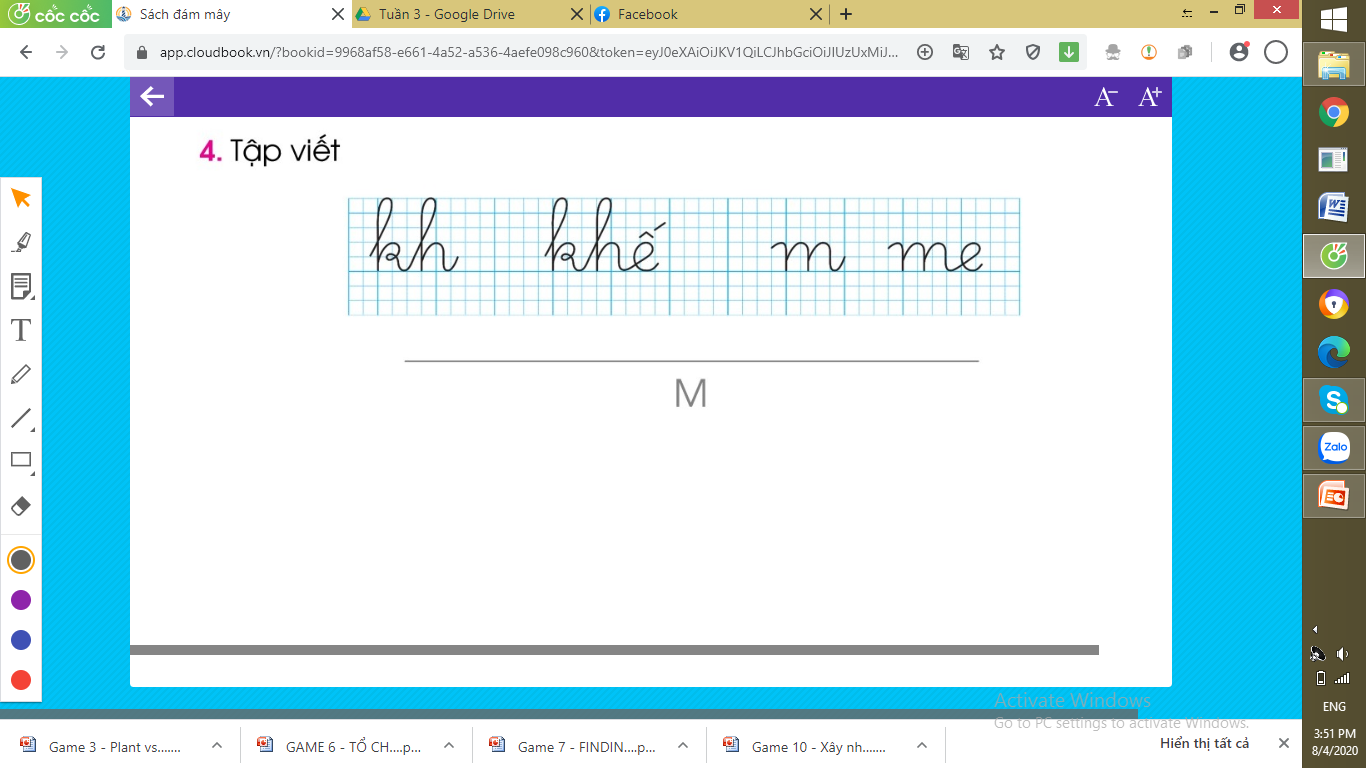 cốc cốc
Sách đám mây
Tuần 3 - Google Drive
Facebook
app.cloudbook.vn/?bookid=9968af58-e661-4a52-a536-4aefe098c960&token=eyJ0eXAiOiJKV1QiLCJhbGciOiJIUzUxMiJ...
A- A+
4. Tập viết
kh khế m me
M
T
Zalo
Activate Windows
Go to PC settings to activate Windows.
ENG
3:51 PM
8/4/2020
Game 3 - Plant vs.......
GAME 6 - TỔ CH....p...
Game 7 - FINDIN....p...
Game 10 - Xây nh.......
Hiển thị tất cả